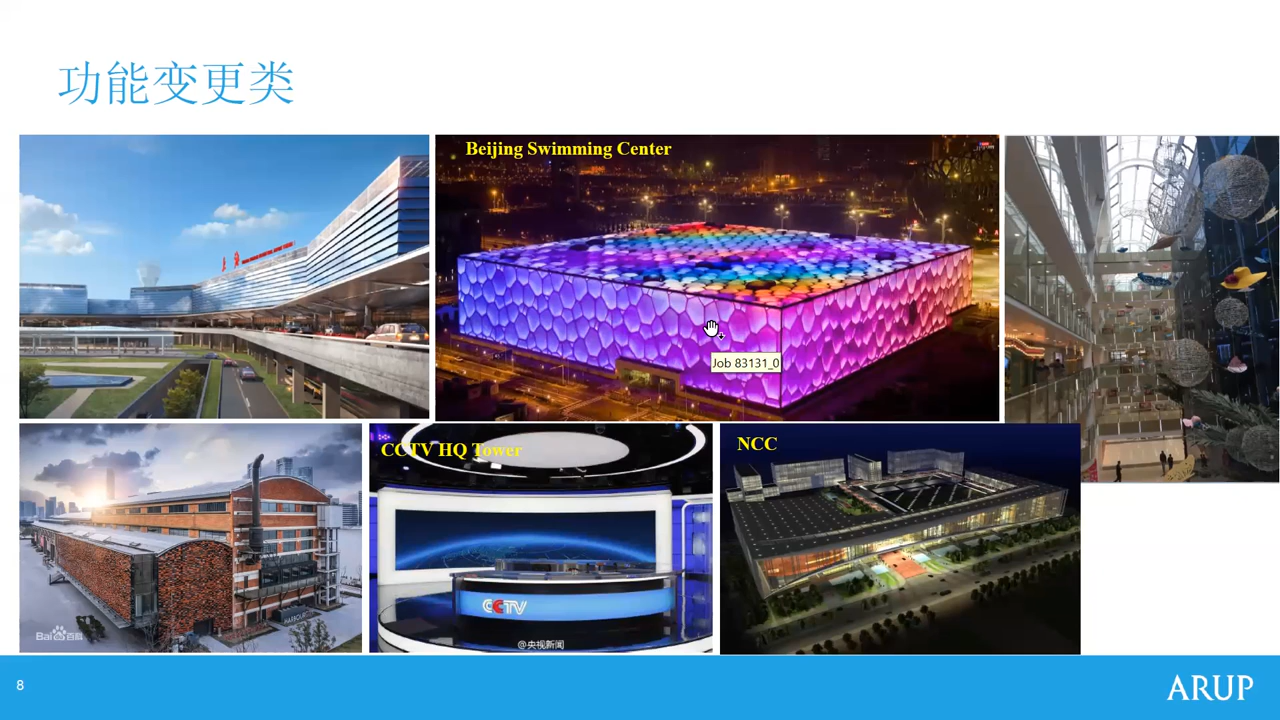 功能变更类
Beijing Swimming Center
Job 83131_0
CCTV HQ Tower
NCC
CCTV
@央视新闻
Bai百科
8
ARUP